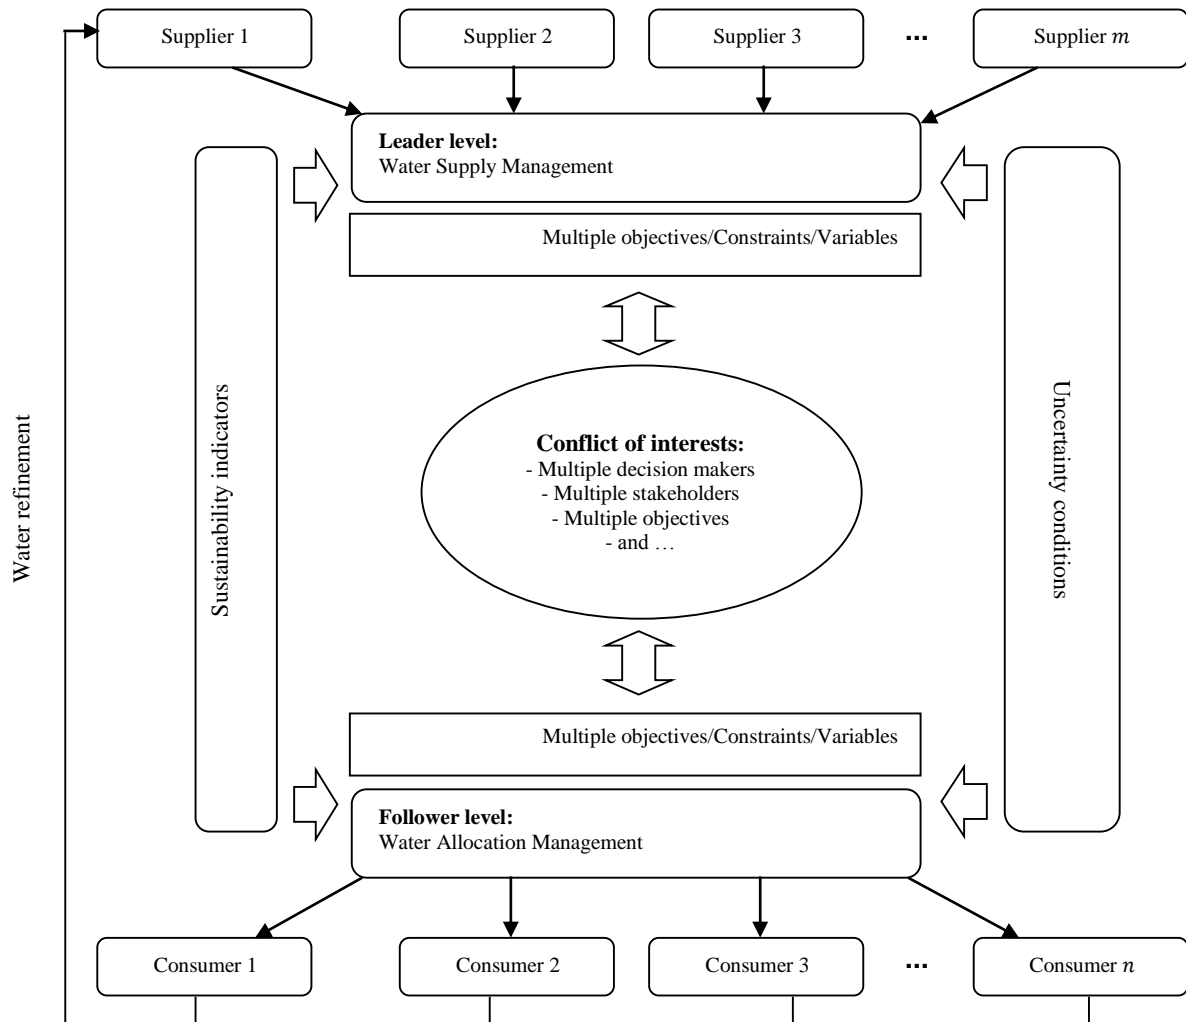 Supplier 1
Supplier 2
Supplier 3
...
Supplier m
Leader level:
Water Supply Management
Multiple objectives/Constraints/Variables
Water refinement
Sustainability indicators
Conflict of interests:
- Multiple decision makers
- Multiple stakeholders
- Multiple objectives
- and …
Uncertainty conditions
Multiple objectives/Constraints/Variables
Follower level:
Water Allocation Management
Consumer 1
Consumer 2
Consumer 3
...
Consumer n